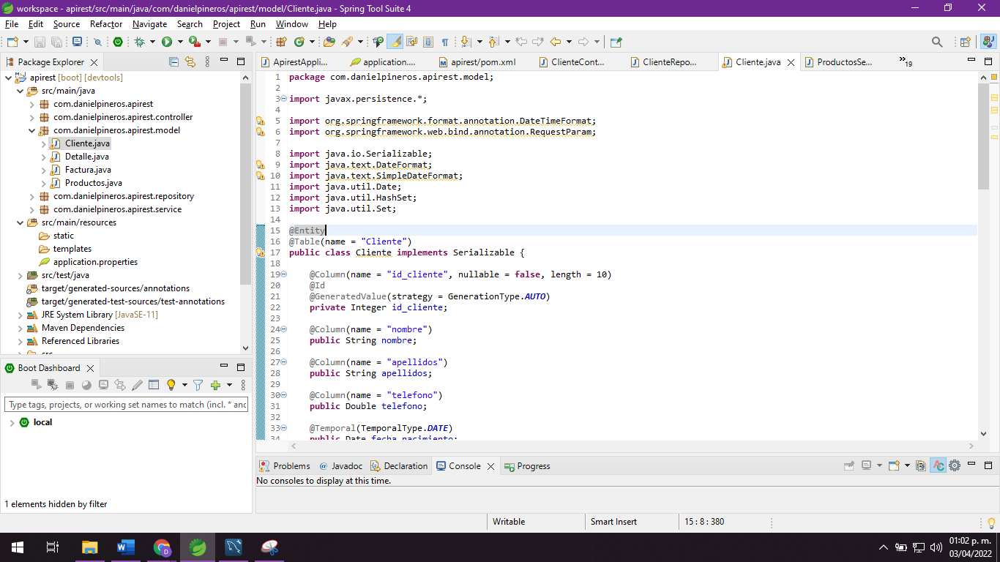 workspace - apirest/src/main/java/com/danielpineros/apirest/model/Cliente.java - Spring Tool Suite 4
File Edit Source Refactor Navigate Search Project Run Window Help
Package Explorer
apirest [boot] [devtools]
src/main/java
com.danielpineros.apirest
com.danielpineros.apirest.controller
com.danielpineros.apirest.model
Cliente.java
Detalle.java
Factura.java
Productos.java
com.danielpineros.apirest.repository
com.danielpineros.apirest.service
src/main/resources
static
templates
application.properties
src/test/java
target/generated-sources/annotations
target/generated-test-sources/test-annotations
JRE System Library [JavaSE-11]
Maven Dependencies
Referenced Libraries
src
Boot Dashboard
Type tags, projects, or working set names to match (incl. * and
local
1 elements hidden by filter
ApirestAppli... application.... apirest/pom.xml ClienteCont... ClienteRepo... Cliente.java ProductosSe... 19
1 package com.danielpineros.apirest.model;
2
3 import javax.persistence.*;
4
5 import org.springframework.format.annotation.DateTimeFormat;
6 import org.springframework.web.bind.annotation.RequestParam;
7
8 import java.io.Serializable;
9 import java.text.DateFormat;
10 import java.text.SimpleDateFormat;
11 import java.util.Date;
12 import java.util.HashSet;
13 import java.util.Set;
14
15 @Entity
16 @Table(name = "Cliente")
17 public class Cliente implements Serializable {
18
19 @Column(name = "id_cliente", nullable = false, length = 10)
20 @Id
21 @GeneratedValue(strategy = GenerationType.AUTO)
22 private Integer id_cliente;
23
24 @Column(name = "nombre")
25 public String nombre;
26
27 @Column(name = "apellidos")
28 public String apellidos;
29
30 @Column(name = "telefono")
31 public Double telefono;
32
33 @Temporal(TemporalType.DATE)
34 public Date fecha_nacimiento;
Problems @ Javadoc Declaration Console Progress
No consoles to display at this time.
Writable Smart Insert 15 : 8 : 380
01:02 p. m.
03/04/2022